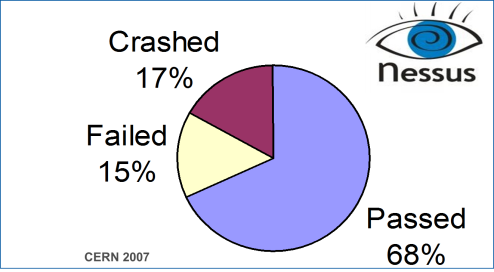 Crashed
17%
nessus
Failed
15%
Passed
68%
CERN 2007